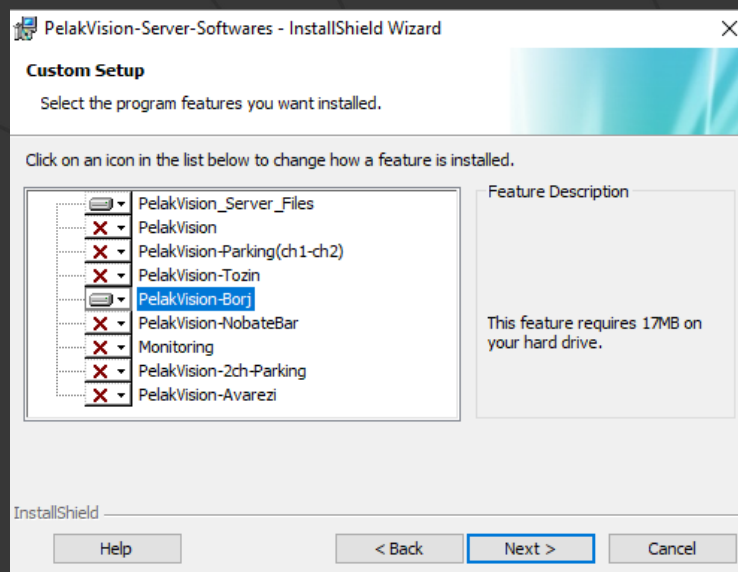 PelakVision-Server-Softwares - InstallShield Wizard
Custom Setup
Select the program features you want installed.
Click on an icon in the list below to change how a feature is installed.
PelakVision_Server_Files
PelakVision
PelakVision-Parking(ch1-ch2)
PelakVision-Tozin
PelakVision-Borj
PelakVision-NobateBar
Monitoring
PelakVision-2ch-Parking
PelakVision-Avarezi
Feature Description
This feature requires 17MB on
your hard drive.
InstallShield
Help
< Back
Next >
Cancel